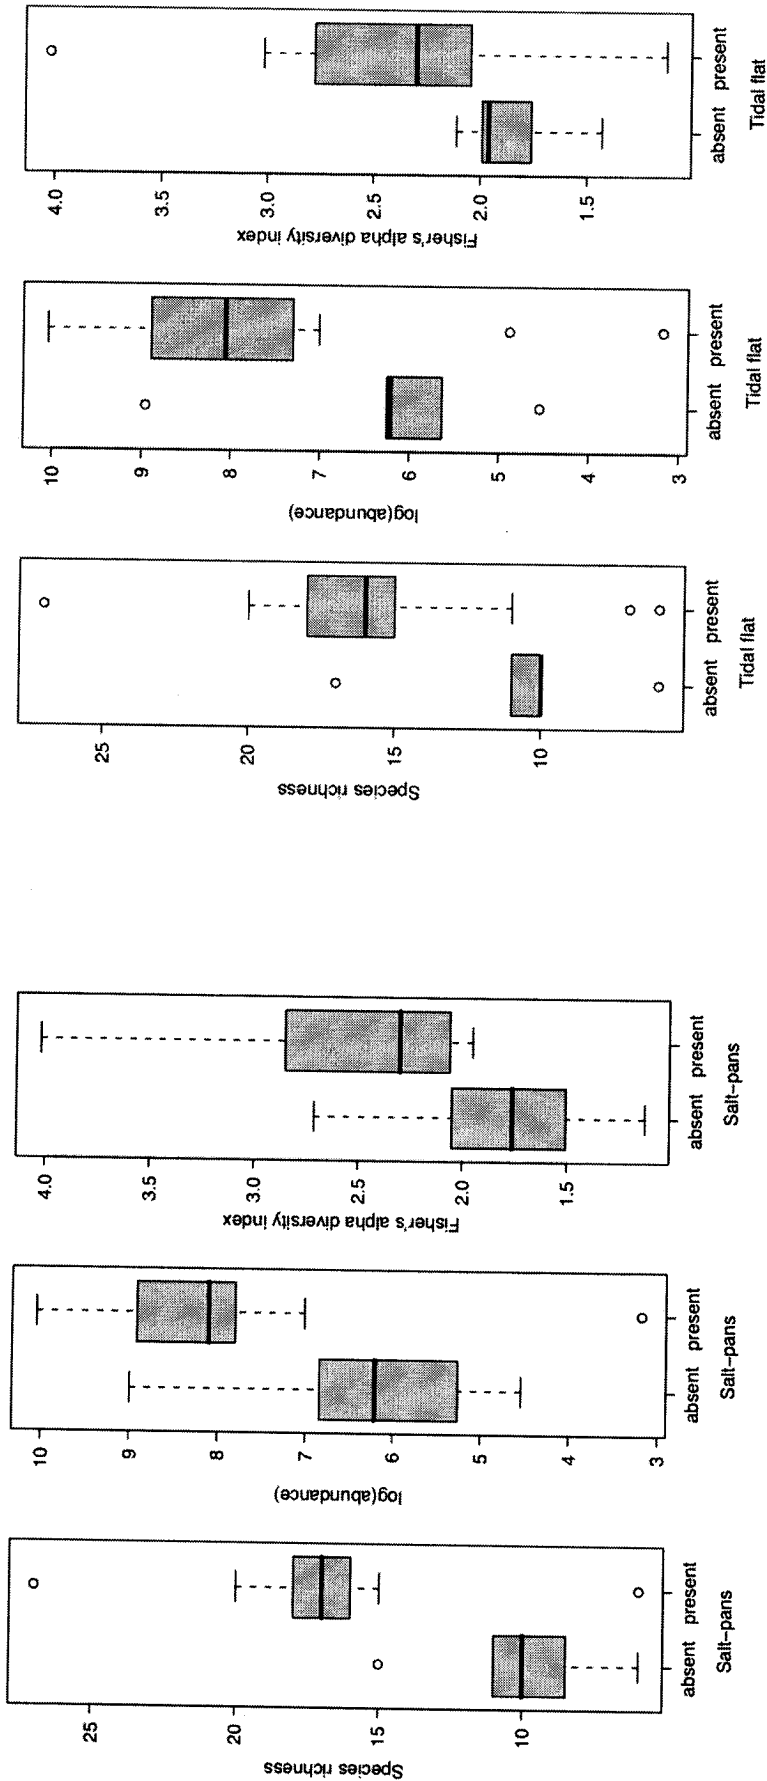 4.0
3.0
2.5
2.0
1.5
Fisher's alpha diversity index
absent present
Tidal flat
10
9
8
7
6
5
4
3
log(abundance)
absent present
Tidal flat
25
20
15
10
Species richness
absent present
Tidal flat
4.0
3.5
3.0
2.5
2.0
1.5
Fisher's alpha diversity index
absent present
Salt-pans
10
9
8
7
6
5
4
3
log(abundance)
absent present
Salt-pans
25
20
15
10
Species richness
absent present
Salt-pans